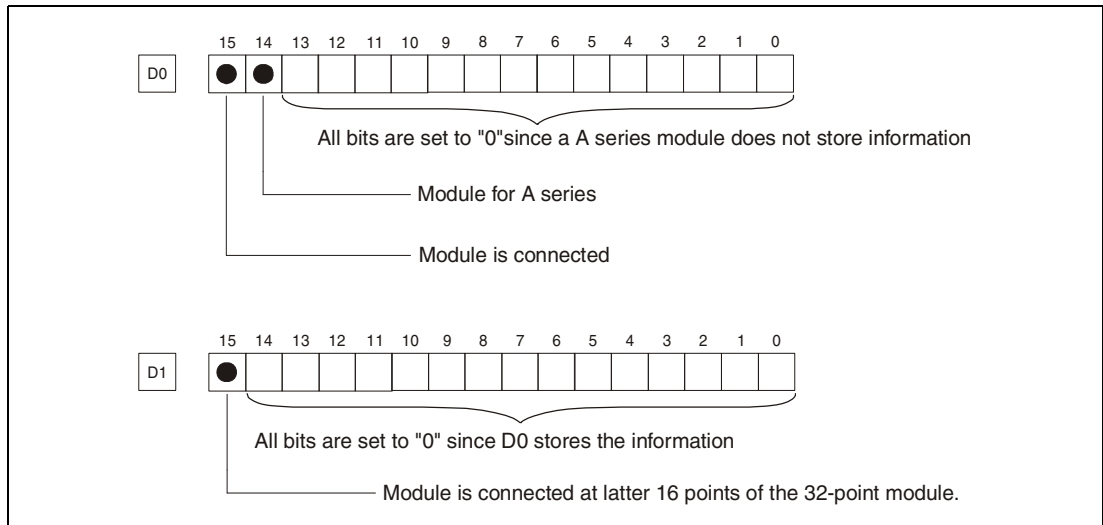 15 14 13 12 11 10 9 8 7 6 5 4 3 2 1 0
D0
All bits are set to "0"since a A series module does not store information
Module for A series
Module is connected
15 14 13 12 11 10 9 8 7 6 5 4 3 2 1 0
D1
All bits are set to "0" since D0 stores the information
Module is connected at latter 16 points of the 32-point module.